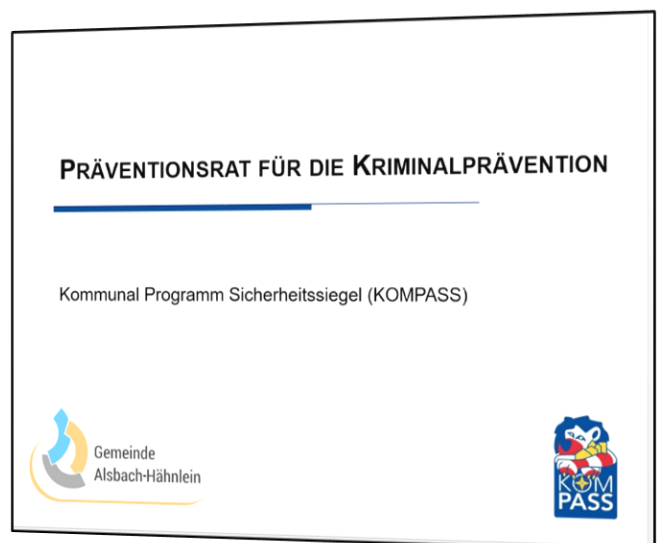 PRÄVENTIONSRAT FÜR DIE KRIMINALPRÄVENTION
Kommunal Programm Sicherheitssiegel (KOMPASS)
Gemeinde
Alsbach-Hähnlein
KOM
PASS